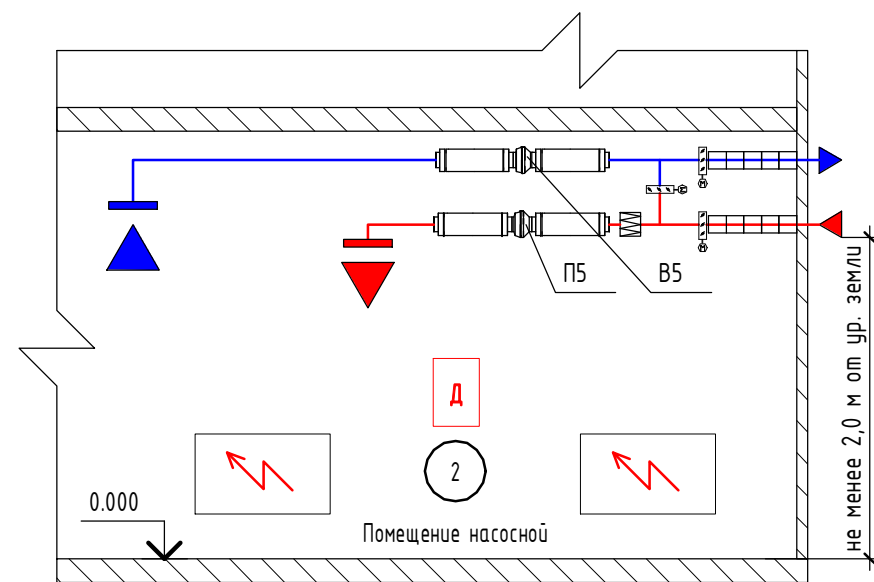 П5
В5
не менее 2,0 м от ур. земли
Д
2
0.000
Помещение насосной